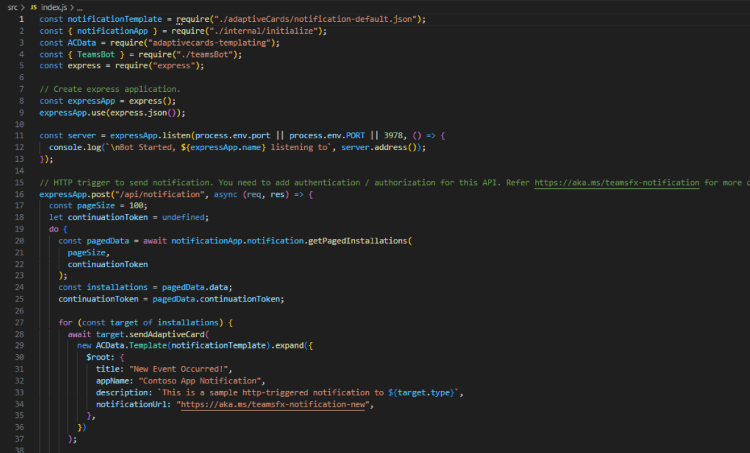 src > JS index.js > ...
1 const notificationTemplate = require("./adaptiveCards/notification-default.json");
2 const { notificationApp } = require("./internal/initialize");
3 const ACData = require("adaptivecards-templating");
4 const { TeamsBot } = require("./teamsBot");
5 const express = require("express");
6
7 // Create express application.
8 const expressApp = express();
9 expressApp.use(express.json());
10
11 const server = expressApp.listen(process.env.port || process.env.PORT || 3978, () => {
12   console.log(`\nBot Started, ${expressApp.name} listening to`, server.address());
13 });
14
15 // HTTP trigger to send notification. You need to add authentication / authorization for this API. Refer https://aka.ms/teamsfx-notification for more
16 expressApp.post("/api/notification", async (req, res) => {
17   const pageSize = 100;
18   let continuationToken = undefined;
19   do {
20     const pagedData = await notificationApp.notification.getPagedInstallations(
21       pageSize,
22       continuationToken
23     );
24     const installations = pagedData.data;
25     continuationToken = pagedData.continuationToken;
26
27     for (const target of installations) {
28       await target.sendAdaptiveCard(
29         new ACData.Template(notificationTemplate).expand({
30           $root: {
31             title: "New Event Occurred!",
32             appName: "Contoso App Notification",
33             description: `This is a sample http-triggered notification to ${target.type}`,
34             notificationUrl: "https://aka.ms/teamsfx-notification-new",
35           },
36         })
37       );
38